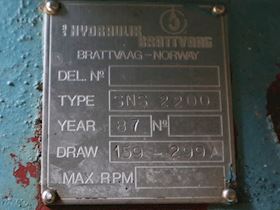 A/S HYDRAULIK
BRATTVAAG
BRATTVAAG-NORWAY
DEL. Nº
TYPE SNS 2200
YEAR 87 Nº
DRAW 159-299A
MAX RPM